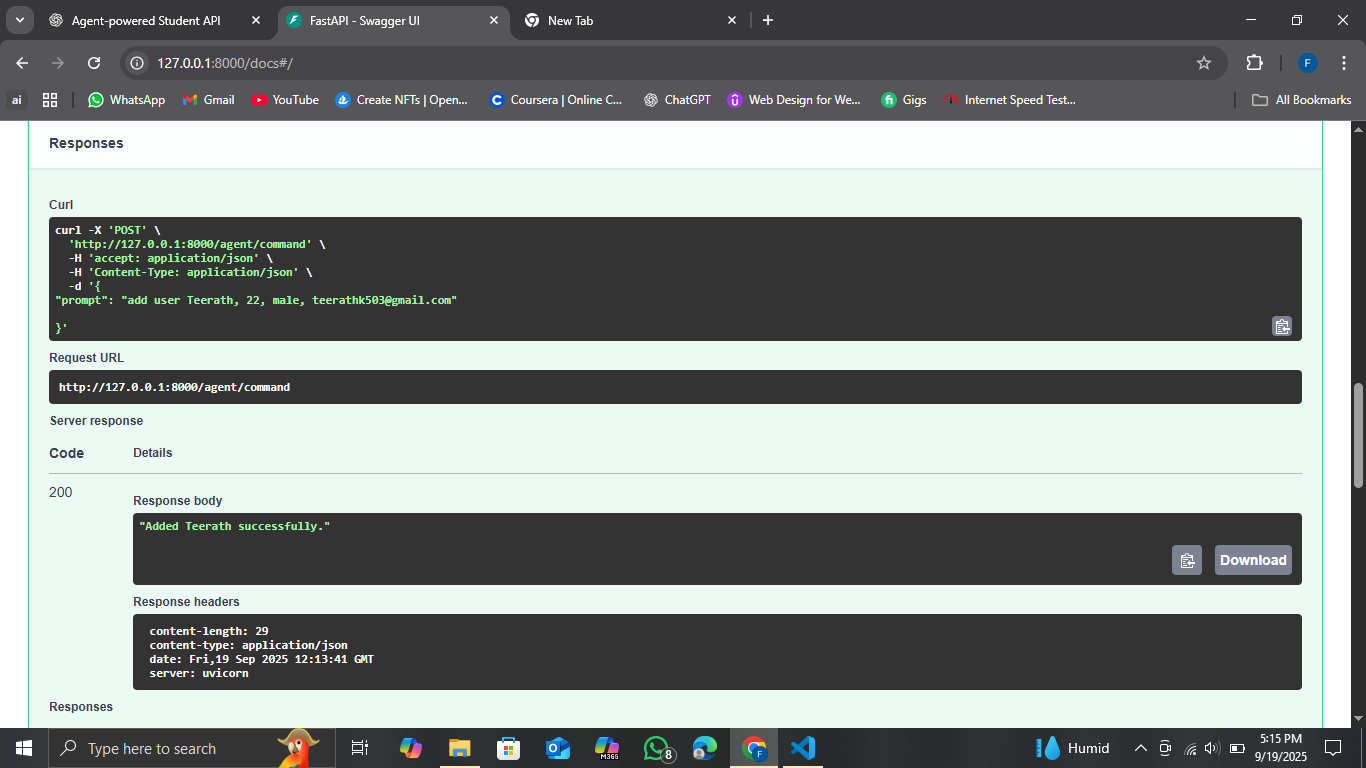 Agent-powered Student API
FastAPI - Swagger UI
New Tab
127.0.0.1:8000/docs#/
F
ai
WhatsApp
Gmail
YouTube
Create NFTs | Open...
Coursera | Online C...
ChatGPT
Web Design for We...
Gigs
Internet Speed Test...
All Bookmarks
Responses
Curl
curl -X 'POST' \
'http://127.0.0.1:8000/agent/command' \
-H 'accept: application/json' \
-H 'Content-Type: application/json' \
-d '{
"prompt": "add user Teerath, 22, male, teerathk503@gmail.com"
}'
Request URL
http://127.0.0.1:8000/agent/command
Server response
Code Details
200
Response body
"Added Teerath successfully."
Download
Response headers
content-length: 29
content-type: application/json
date: Fri,19 Sep 2025 12:13:41 GMT
server: uvicorn
Responses
Type here to search
M365
8
F
Humid
5:15 PM
9/19/2025